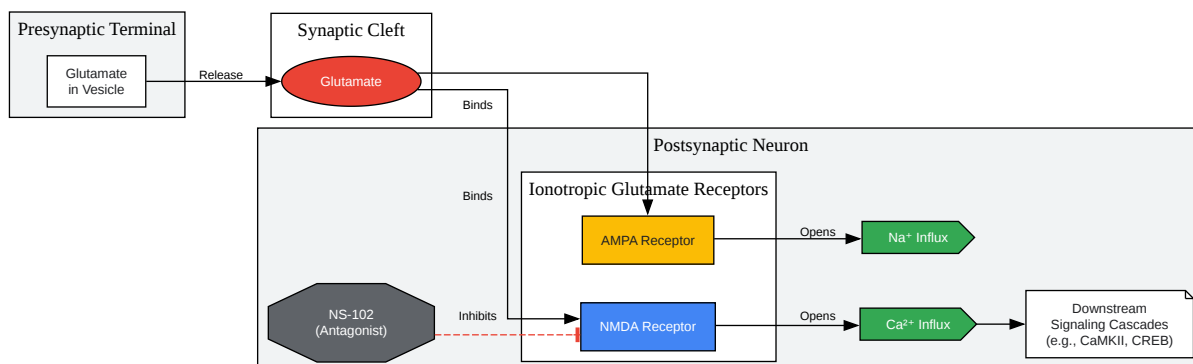 Presynaptic Terminal
Glutamate
in Vesicle
Release
Synaptic Cleft
Glutamate
Binds
Postsynaptic Neuron
Binds
Ionotropic Glutamate Receptors
AMPA Receptor
Opens
Na⁺ Influx
NS-102
(Antagonist)
Inhibits
NMDA Receptor
Opens
Ca²⁺ Influx
Downstream
Signaling Cascades
(e.g., CaMKII, CREB)